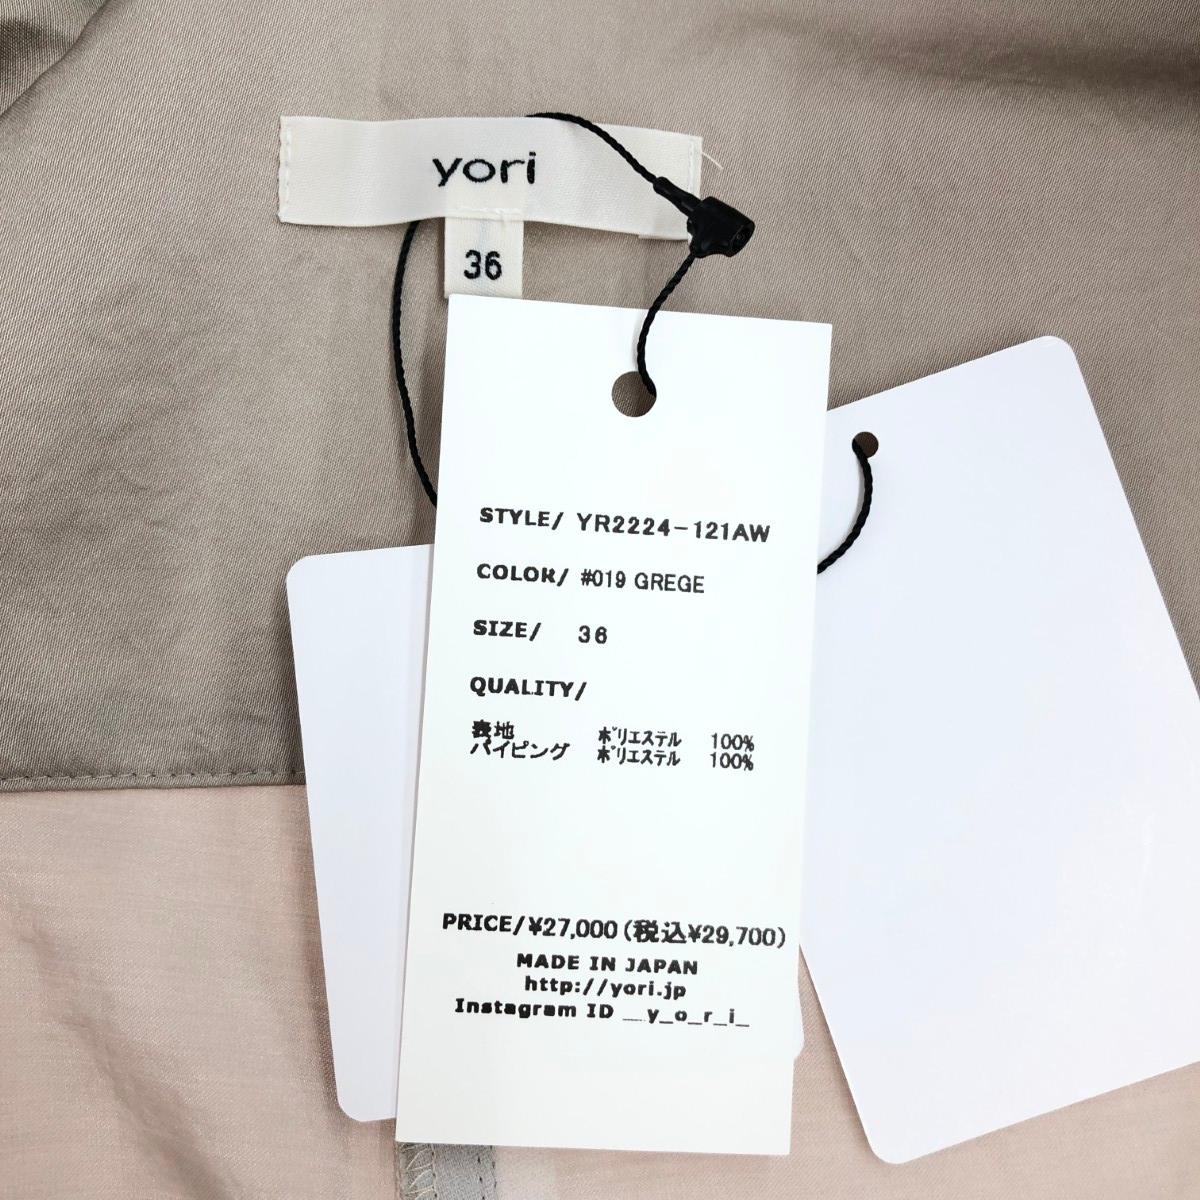 yori
36
STYLE/ YR2224-121AW
COLOR/ #019 GREGE
SIZE/ 36
QUALITY/
表地 ﾎﾟﾘｴｽﾃﾙ 100%
パイピング ﾎﾟﾘｴｽﾃﾙ 100%
PRICE/¥27,000(税込¥29,700)
MADE IN JAPAN
http://yori.jp
Instagram ID __y_o_r_i_